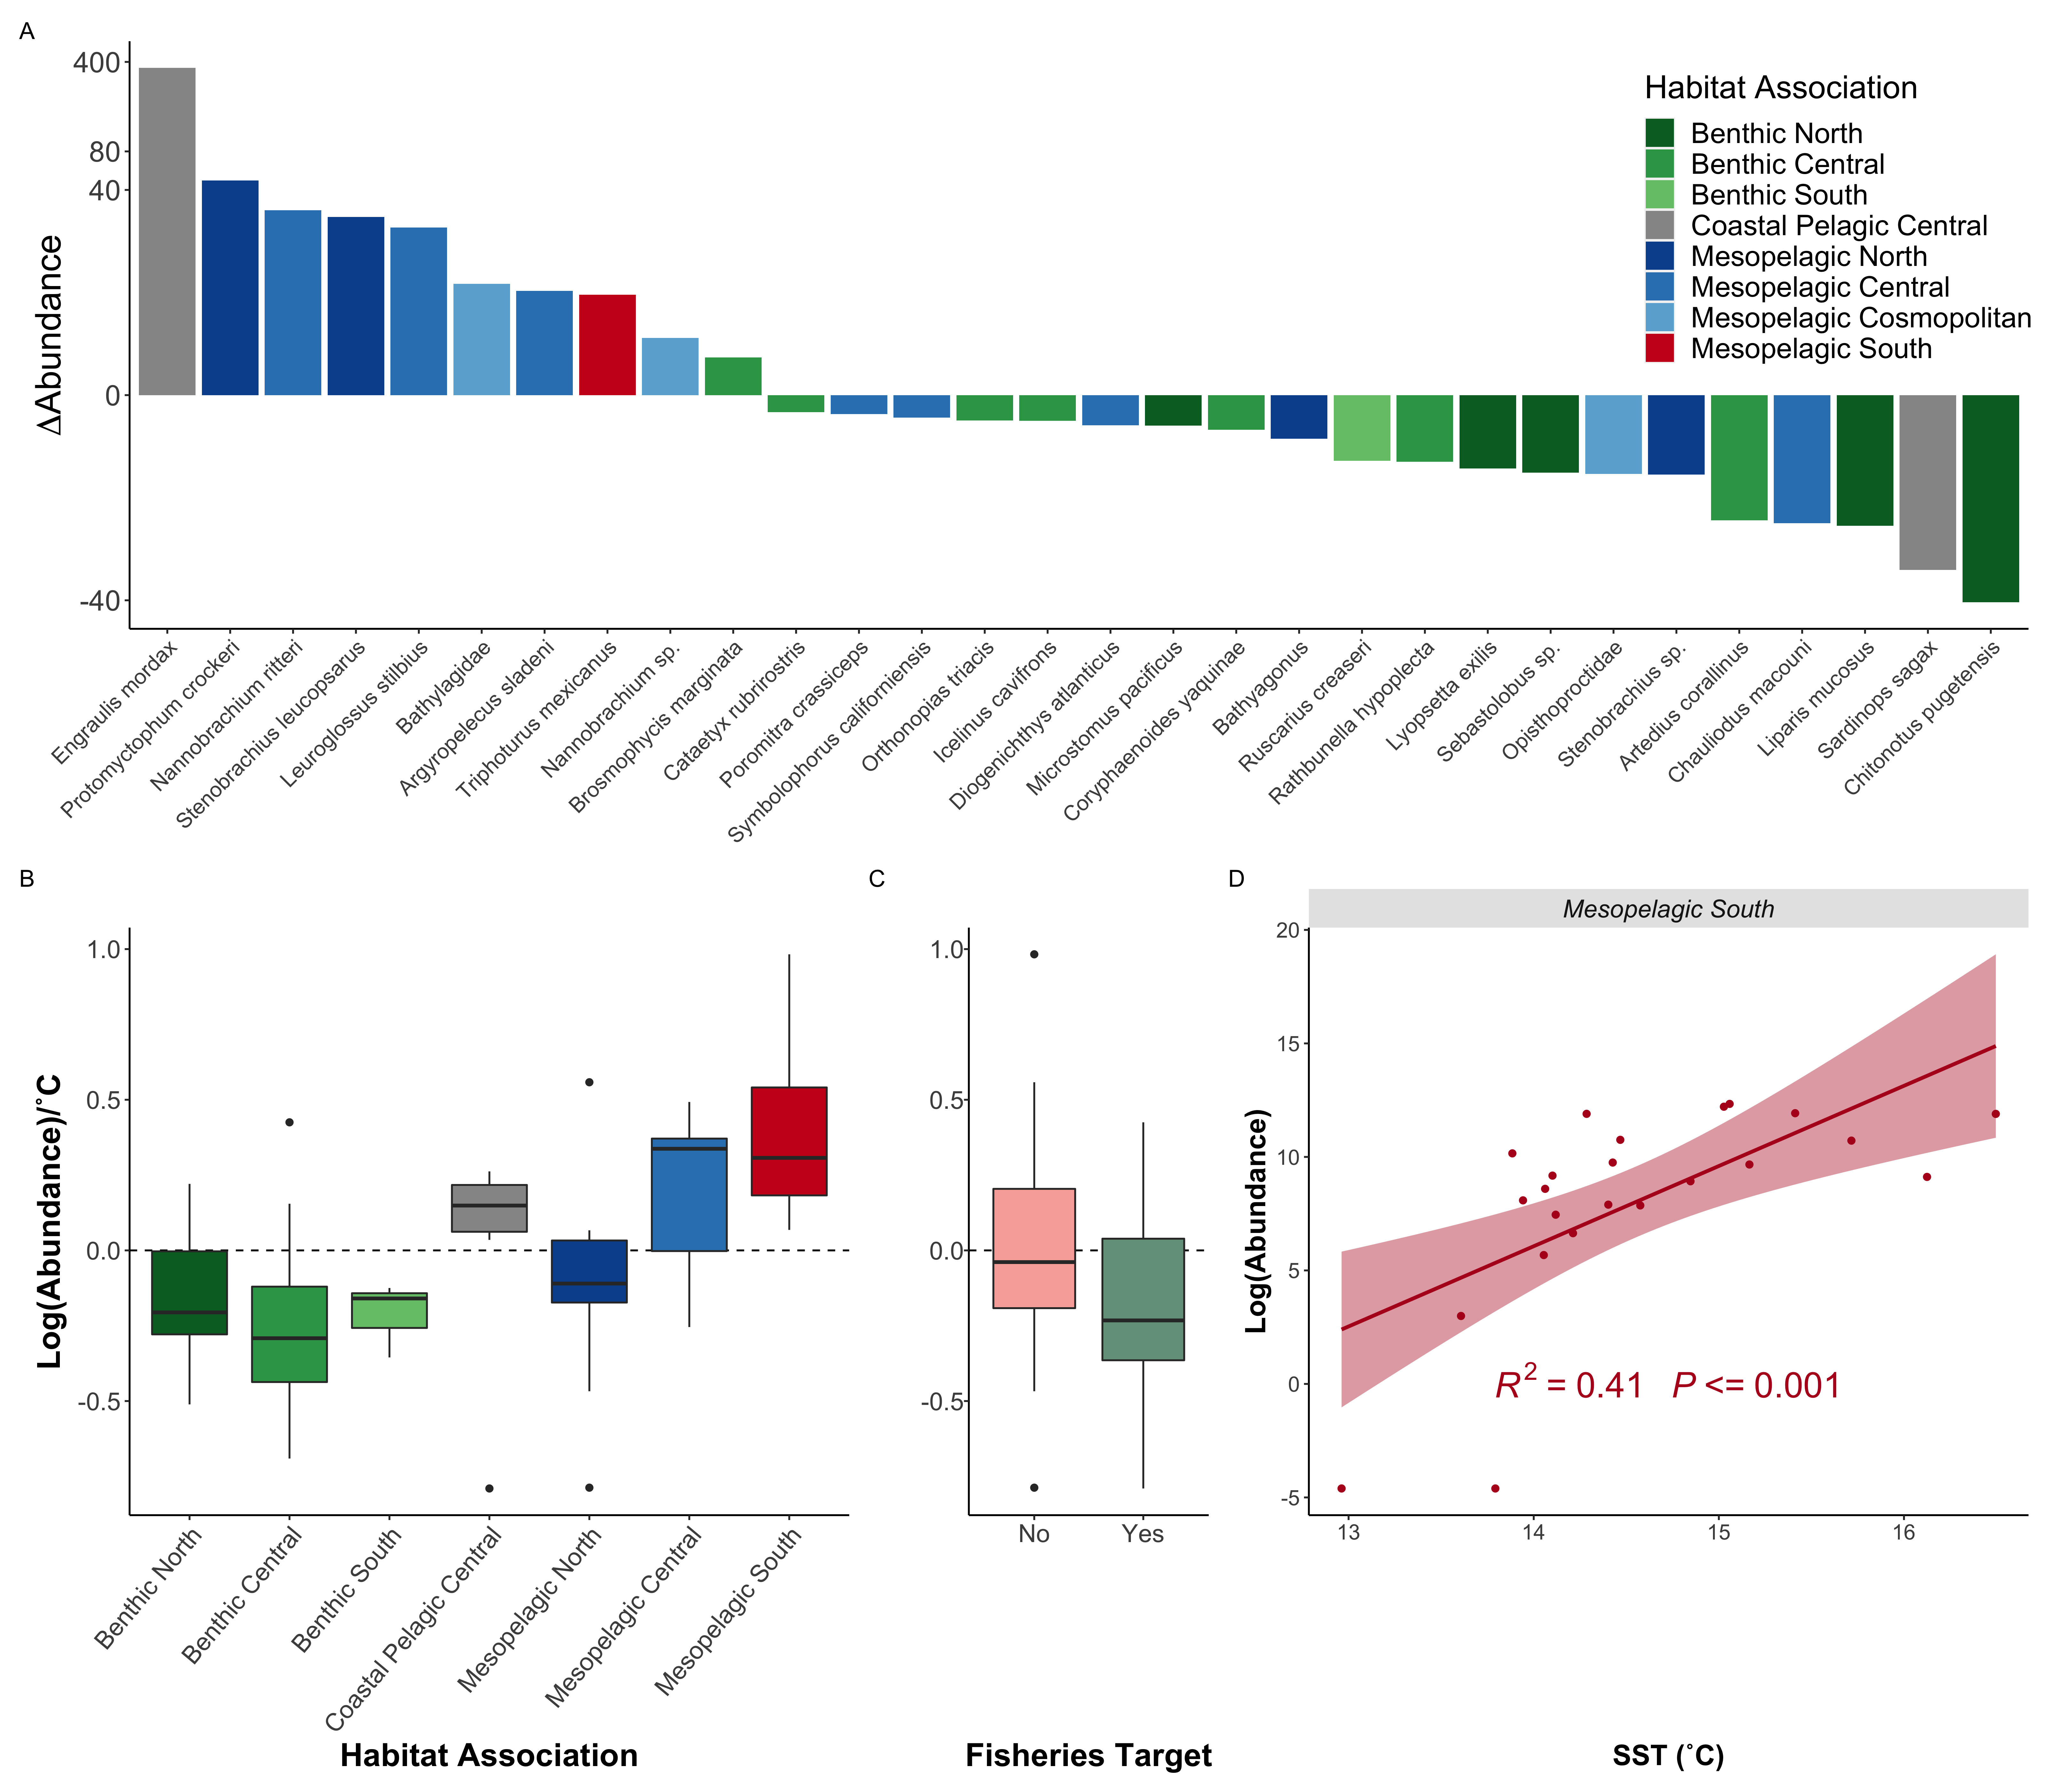 A
400
80
40
0
-40
ΔAbundance
Habitat Association
Benthic North
Benthic Central
Benthic South
Coastal Pelagic Central
Mesopelagic North
Mesopelagic Central
Mesopelagic Cosmopolitan
Mesopelagic South
Engraulis mordax
Protomyctophum crockeri
Nannobrachium ritteri
Stenobrachius leucopsarus
Leuroglossus stilbius
Bathylagidae
Argyropelecus sladeni
Triphoturus mexicanus
Nannobrachium sp.
Brosmophycis marginata
Cataetyx rubrirostris
Poromitra crassiceps
Symbolophorus californiensis
Orthonopias triacis
Icelinus cavifrons
Diogenichthys atlanticus
Microstomus pacificus
Coryphaenoides yaquinae
Bathyagonus
Ruscarius creaseri
Rathbunella hypoplecta
Lyopsetta exilis
Sebastolobus sp.
Opisthoproctidae
Stenobrachius sp.
Artedius corallinus
Chauliodus macouni
Liparis mucosus
Sardinops sagax
Chitonotus pugetensis
B
1.0
0.5
0.0
-0.5
Log(Abundance)/˚C
Benthic North
Benthic Central
Benthic South
Coastal Pelagic Central
Mesopelagic North
Mesopelagic Central
Mesopelagic South
Habitat Association
C
1.0
0.5
0.0
-0.5
No Yes
Fisheries Target
D
Mesopelagic South
20
15
10
5
0
-5
Log(Abundance)
R² = 0.41 P <= 0.001
13 14 15 16
SST (˚C)